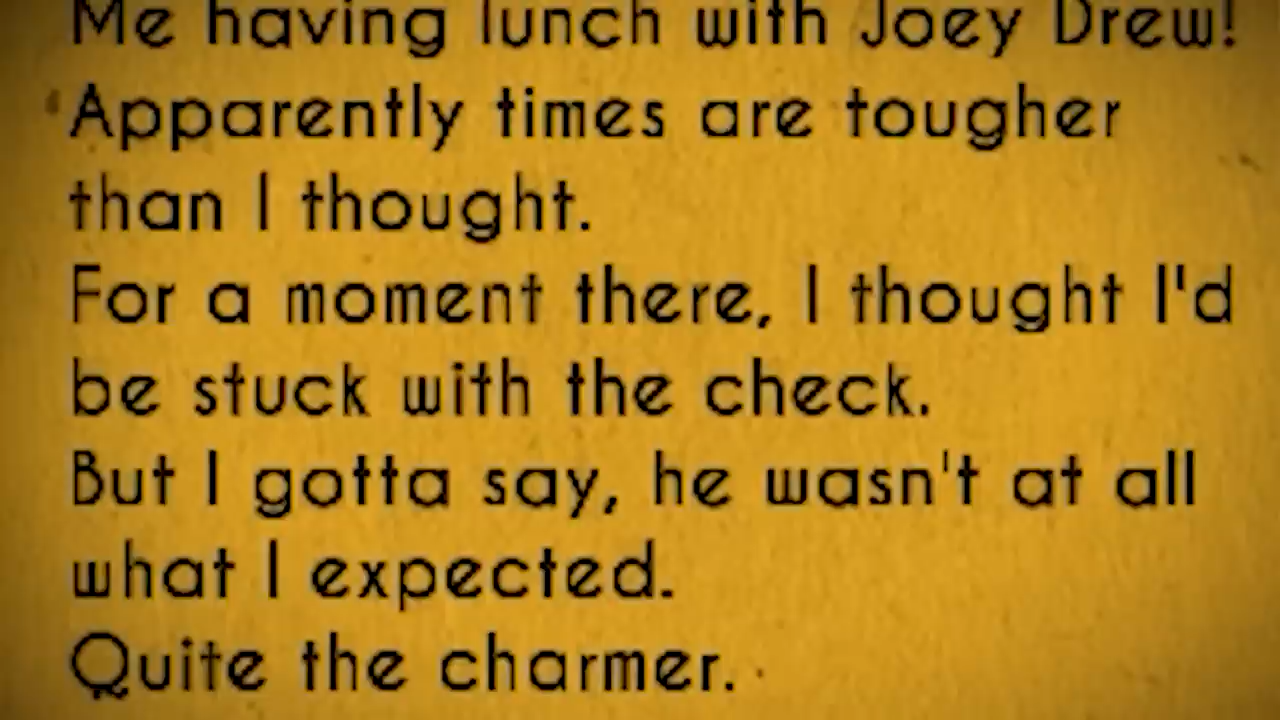 Me having lunch with Joey Drew!
Apparently times are tougher
than I thought.
For a moment there, I thought I'd
be stuck with the check.
But I gotta say, he wasn't at all
what I expected.
Quite the charmer.